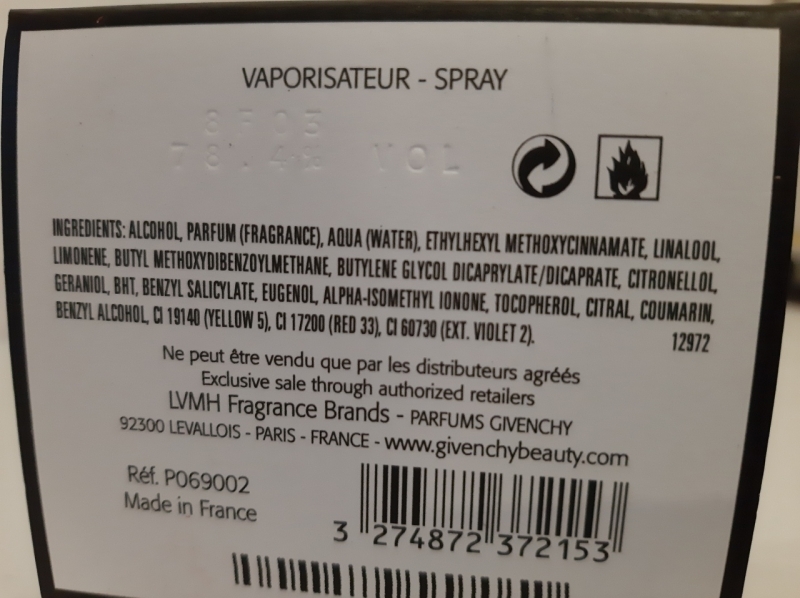 VAPORISATEUR - SPRAY
8F03
78.4% VOL
INGREDIENTS: ALCOHOL, PARFUM (FRAGRANCE), AQUA (WATER), ETHYLHEXYL METHOXYCINNAMATE, LINALOOL,
LIMONENE, BUTYL METHOXYDIBENZOYLMETHANE, BUTYLENE GLYCOL DICAPRYLATE/DICAPRATE, CITRONELLOL,
GERANIOL, BHT, BENZYL SALICYLATE, EUGENOL, ALPHA-ISOMETHYL IONONE, TOCOPHEROL, CITRAL, COUMARIN,
BENZYL ALCOHOL, CI 19140 (YELLOW 5), CI 17200 (RED 33), CI 60730 (EXT. VIOLET 2).
12972
Ne peut être vendu que par les distributeurs agréés
Exclusive sale through authorized retailers
LVMH Fragrance Brands - PARFUMS GIVENCHY
92300 LEVALLOIS - PARIS - FRANCE - www.givenchybeauty.com
Réf. P069002
Made in France
3 274872 372153